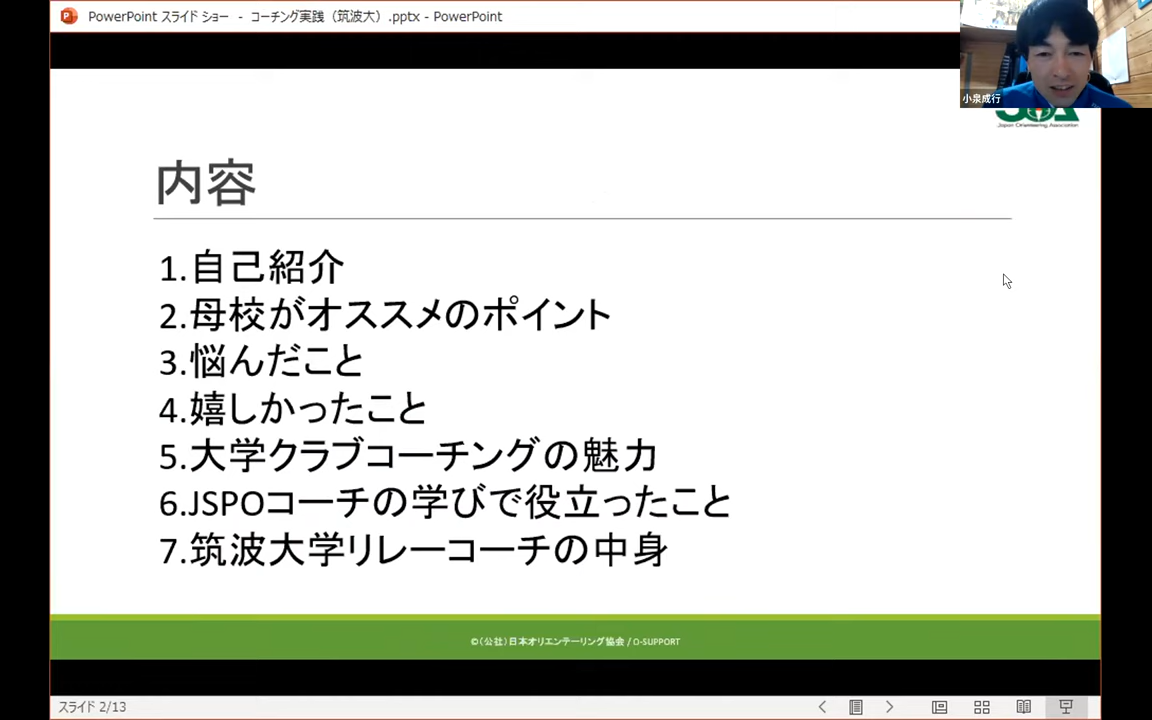 PowerPoint スライド ショー - コーチング実践（筑波大）.pptx - PowerPoint
小泉成行
Japan Orienteering Association
内容
1.自己紹介
2.母校がオススメのポイント
3.悩んだこと
4.嬉しかったこと
5.大学クラブコーチングの魅力
6.JSPOコーチの学びで役立ったこと
7.筑波大学リレーコーチの中身
©（公社）日本オリエンテーリング協会 / O-SUPPORT
スライド 2/13